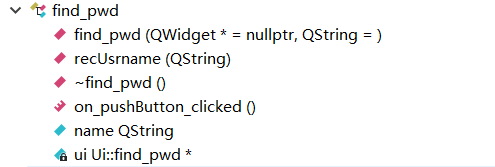 find_pwd
find_pwd (QWidget * = nullptr, QString = )
recUsrname (QString)
~find_pwd ()
on_pushButton_clicked ()
name QString
ui Ui::find_pwd *